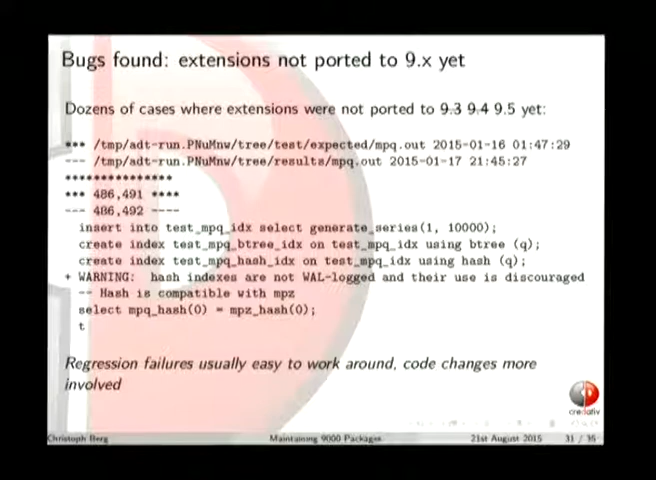 Bugs found: extensions not ported to 9.x yet
Dozens of cases where extensions were not ported to 9.3 9.4 9.5 yet:
*** /tmp/adt-run.PNuMnw/tree/test/expected/mpq.out 2015-01-16 01:47:29
--- /tmp/adt-run.PNuMnw/tree/results/mpq.out 2015-01-17 21:45:27
***************
*** 486,491 ****
--- 486,492 ----
insert into test_mpq_idx select generate_series(1, 10000);
create index test_mpq_btree_idx on test_mpq_idx using btree (q);
create index test_mpq_hash_idx on test_mpq_idx using hash (q);
+ WARNING: hash indexes are not WAL-logged and their use is discouraged
-- Hash is compatible with mpz
select mpq_hash(0) = mpz_hash(0);
t
Regression failures usually easy to work around, code changes more
involved
credativ
Christoph Berg Maintaining 9000 Packages 21st August 2015 31 / 35